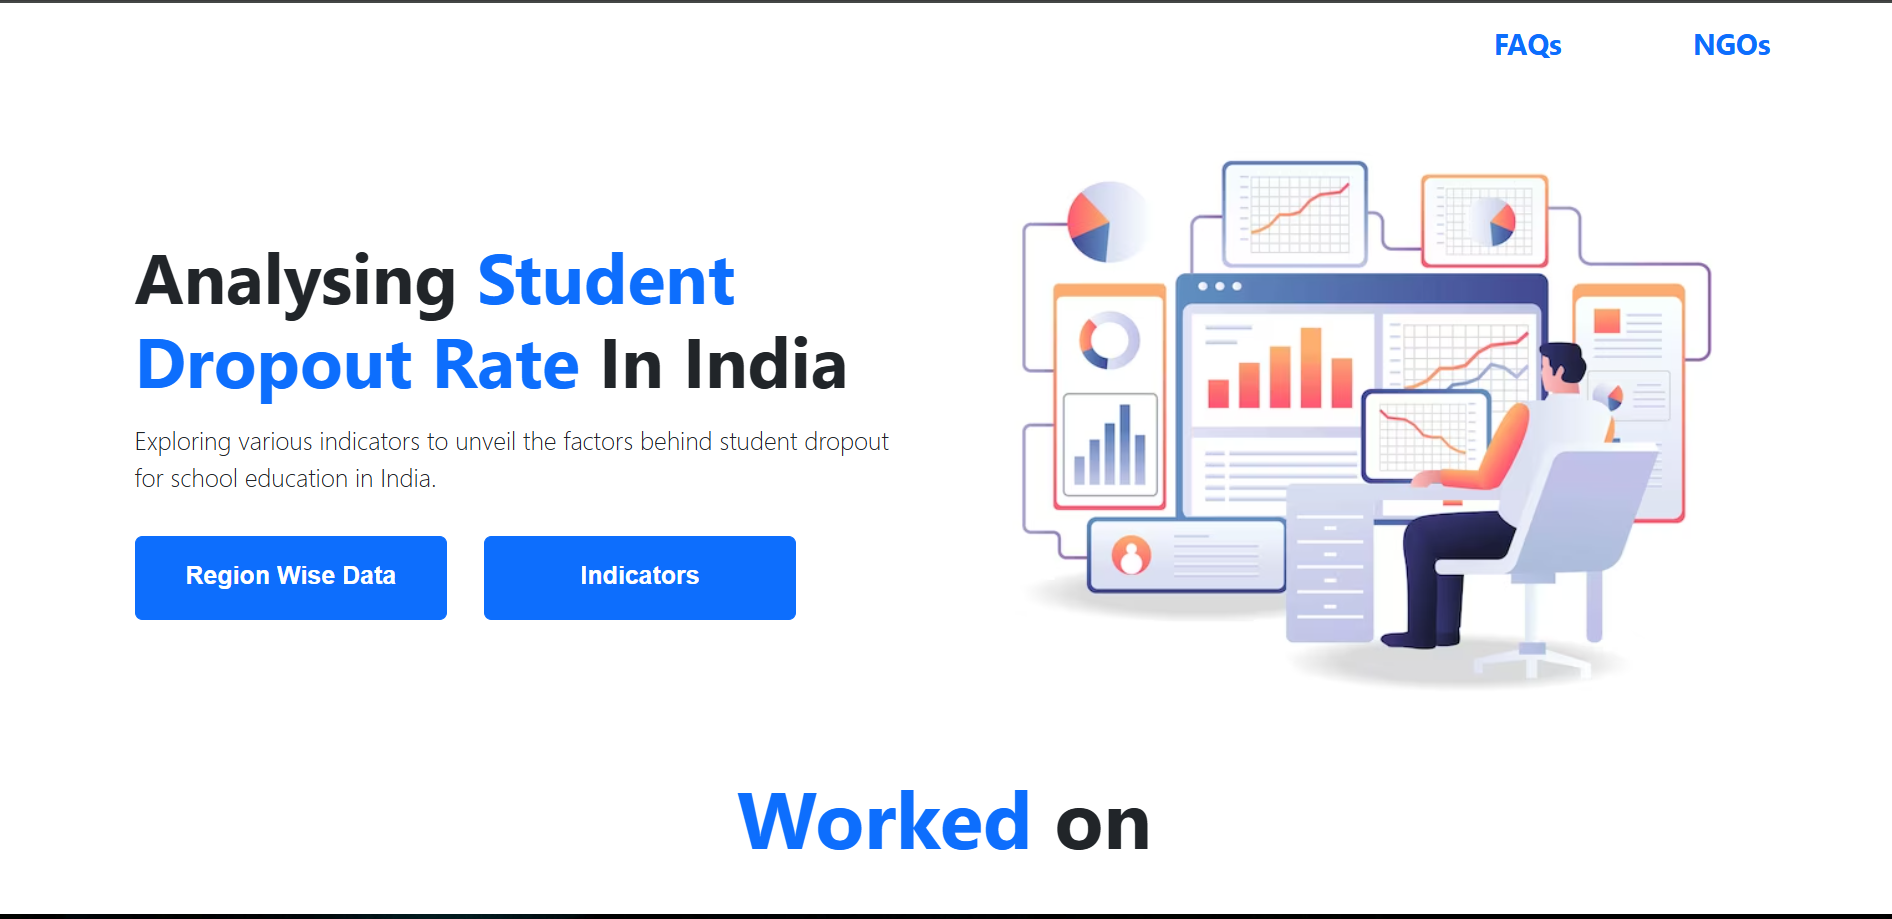 FAQs NGOs
Analysing Student
Dropout Rate In India
Exploring various indicators to unveil the factors behind student dropout
for school education in India.
Region Wise Data Indicators
Worked on